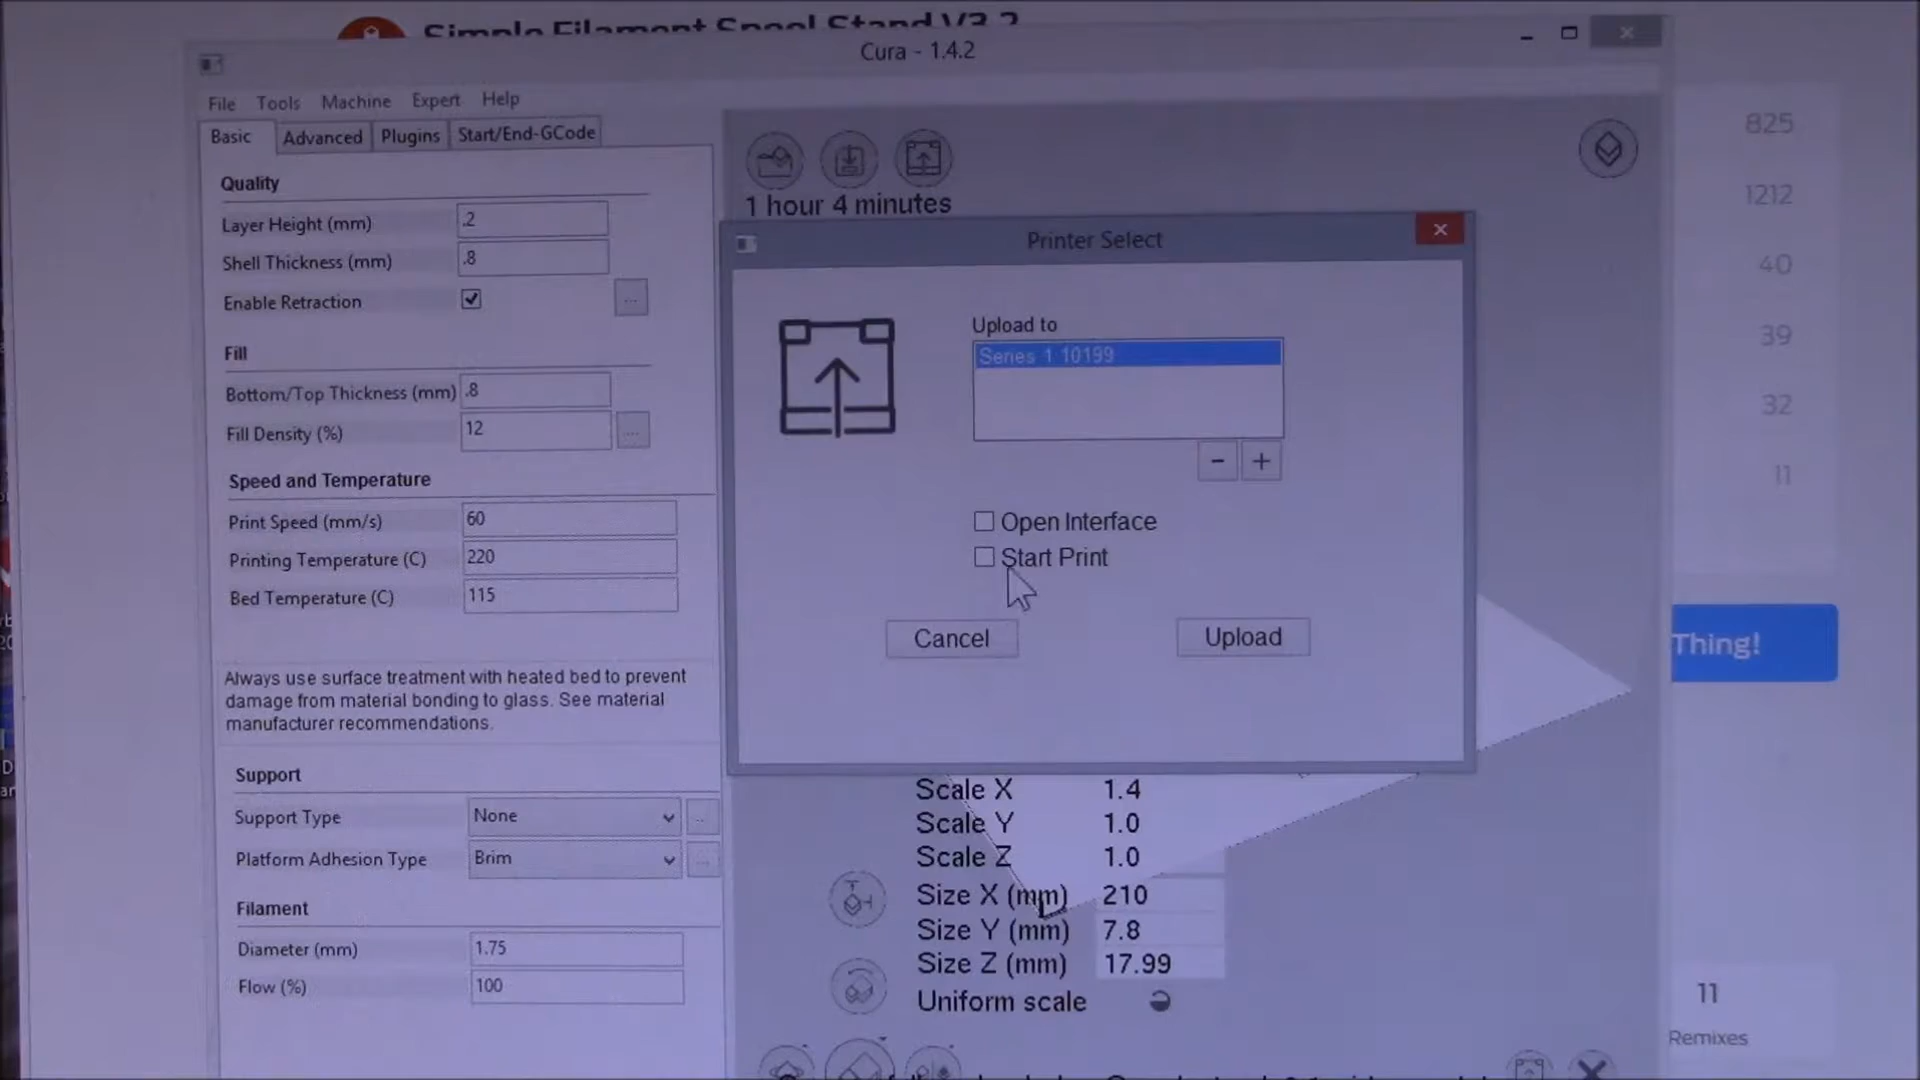 Simple Filament Spool Stand V3.2
Cura - 1.4.2
File Tools Machine Expert Help
Basic Advanced Plugins Start/End-GCode
Quality
Layer Height (mm) .2
Shell Thickness (mm) .8
Enable Retraction ...
Fill
Bottom/Top Thickness (mm) .8
Fill Density (%) 12 ...
Speed and Temperature
Print Speed (mm/s) 60
Printing Temperature (C) 220
Bed Temperature (C) 115
Always use surface treatment with heated bed to prevent
damage from material bonding to glass. See material
manufacturer recommendations.
Support
Support Type None ...
Platform Adhesion Type Brim ...
Filament
Diameter (mm) 1.75
Flow (%) 100
1 hour 4 minutes
Printer Select
Upload to
Series 1 10199
- +
Open Interface
Start Print
Cancel Upload
Scale X 1.4
Scale Y 1.0
Scale Z 1.0
Size X (mm) 210
Size Y (mm) 7.8
Size Z (mm) 17.99
Uniform scale
825
1212
40
39
32
11
Thing!
11
Remixes